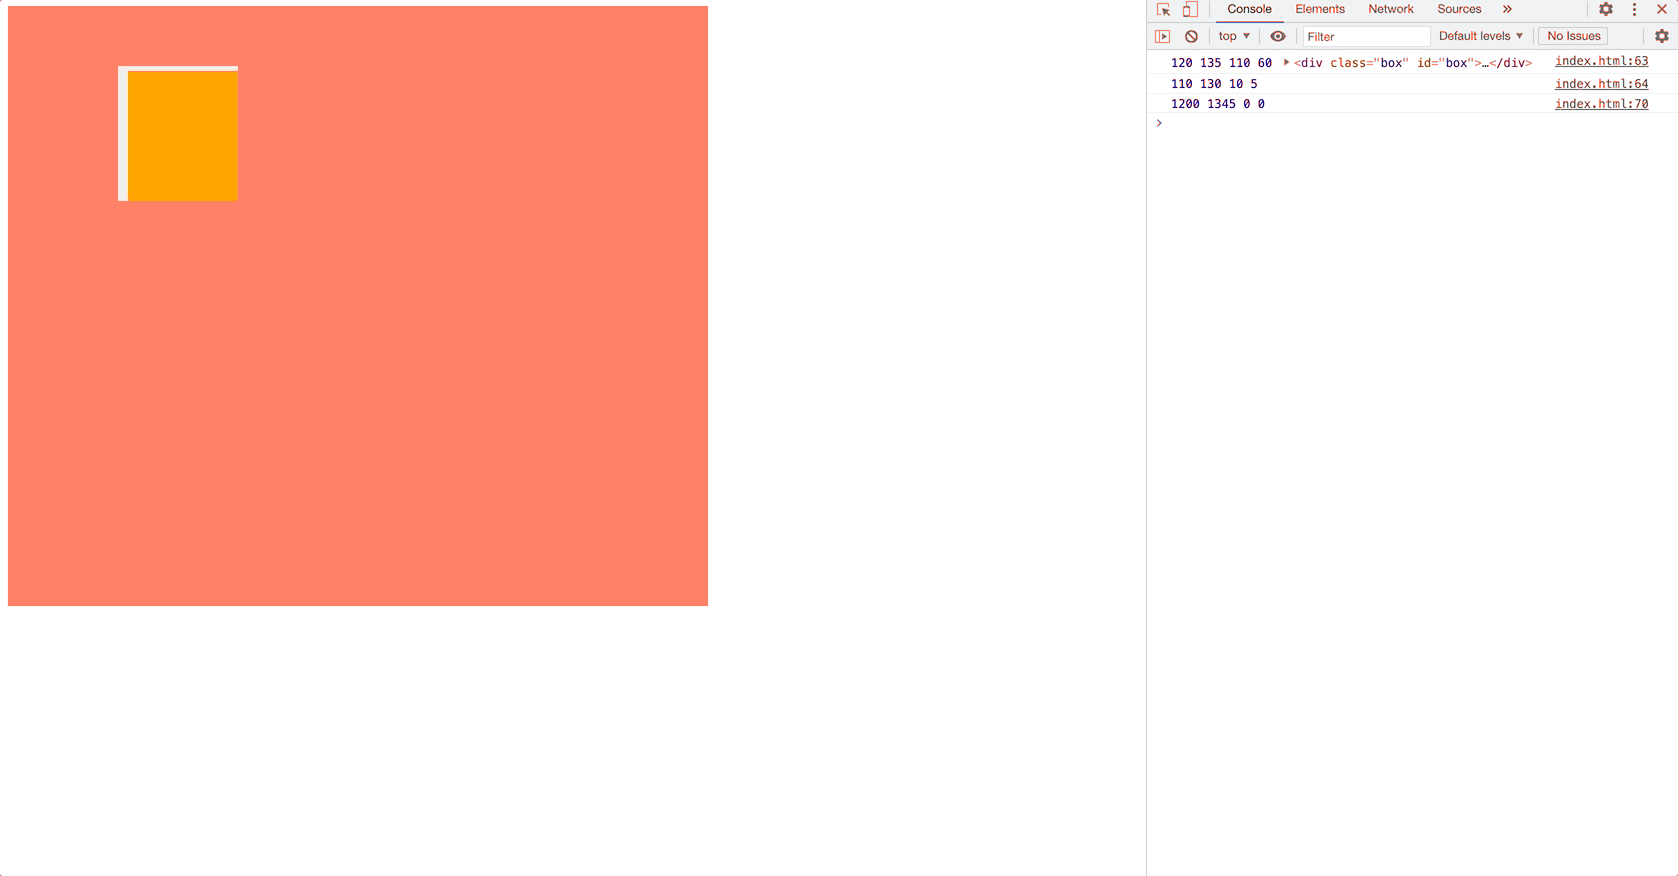 Console Elements Network Sources »
top ▼ Filter Default levels ▼ No Issues
120 135 110 60 ▶<div class="box" id="box">…</div> index.html:63
110 130 10 5 index.html:64
1200 1345 0 0 index.html:70
>